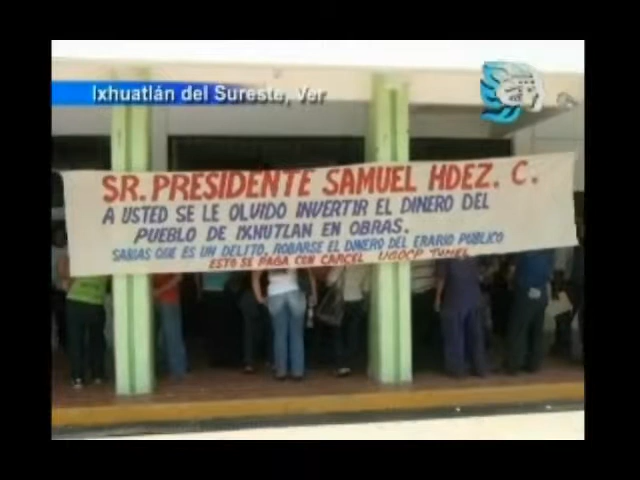 Ixhuatlán del Sureste, Ver
SR. PRESIDENTE SAMUEL HDEZ. C.
A USTED SE LE OLVIDO INVERTIR EL DINERO DEL
PUEBLO DE IXHUTLAN EN OBRAS.
SABIAS QUE ES UN DELITO, ROBARSE EL DINERO DEL ERARIO PUBLICO
ESTO SE PAGA CON CARCEL UGOCP